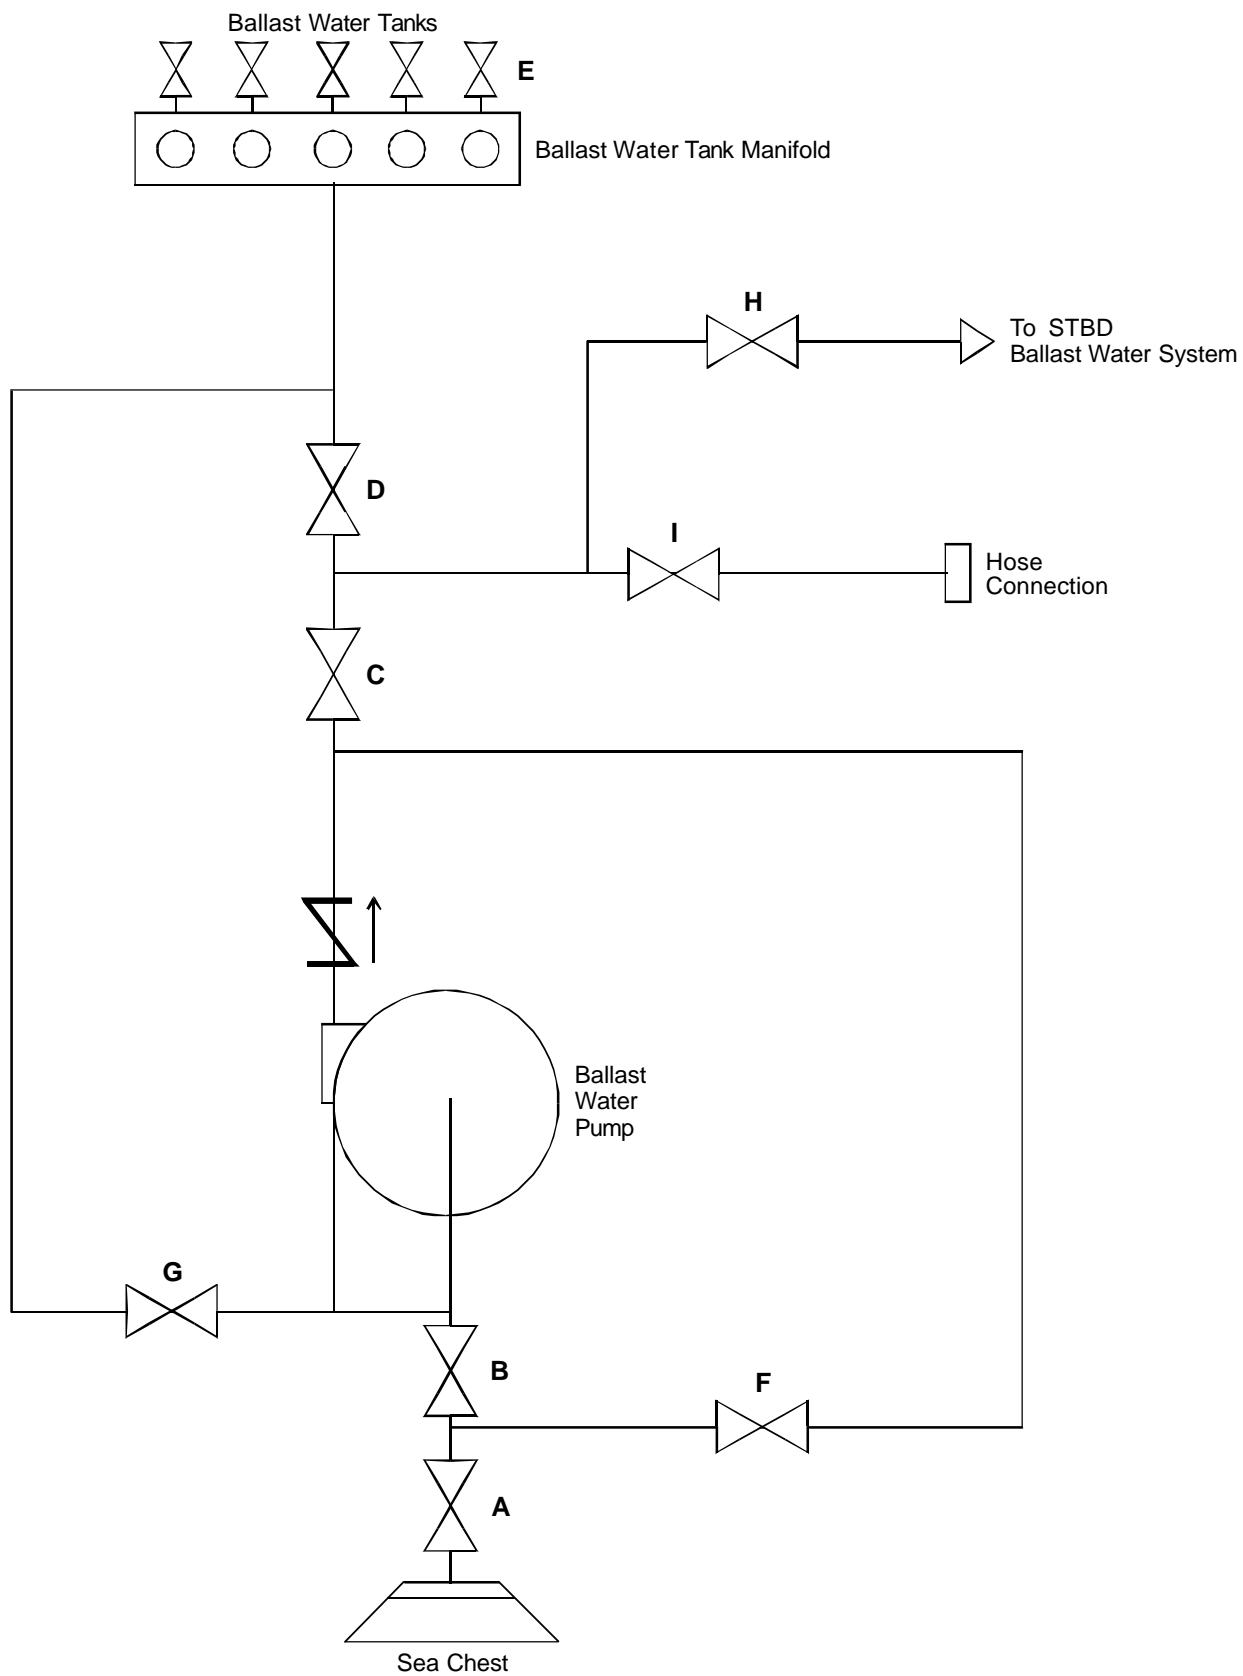 Ballast Water Tanks
E
Ballast Water Tank Manifold
H
To STBD
Ballast Water System
D
I
Hose
Connection
C
Ballast
Water
Pump
G
B
F
A
Sea Chest